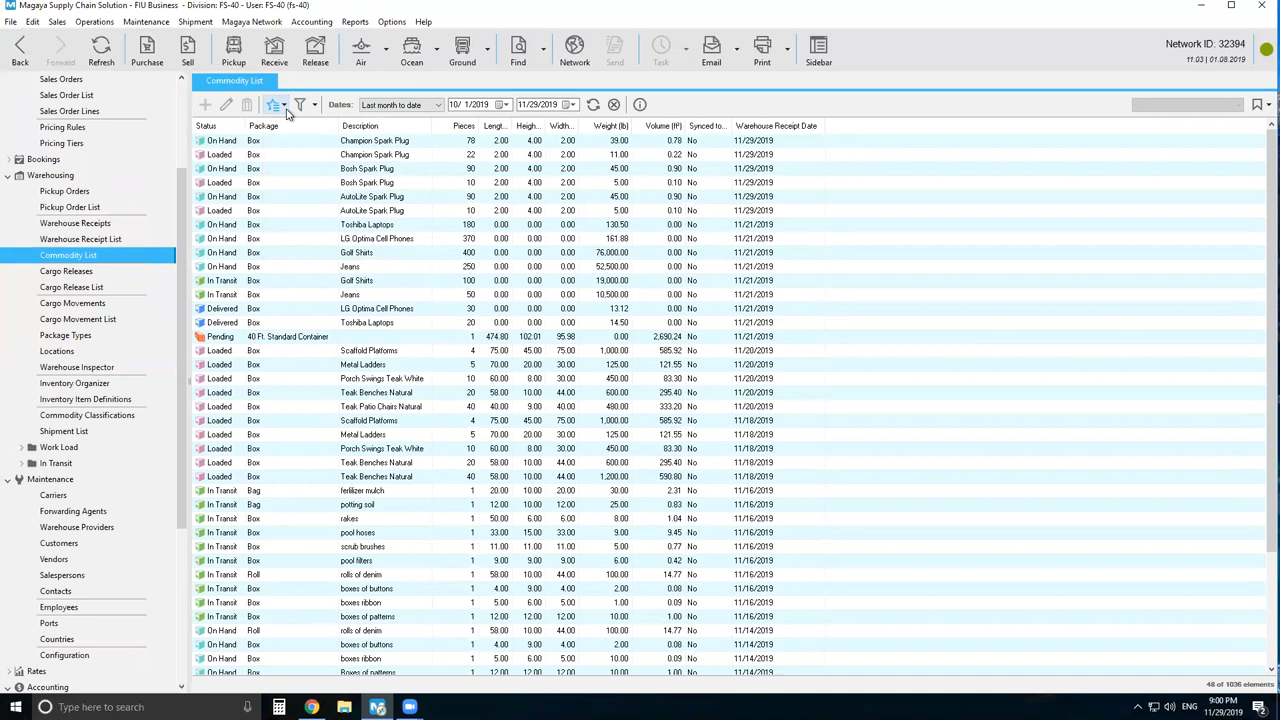 Magaya Supply Chain Solution - FIU Business - Division: FS-40 - User: FS-40 (fs-40)
File Edit Sales Operations Maintenance Shipment Magaya Network Accounting Reports Options Help
Back Forward Refresh Purchase Sell Pickup Receive Release Air Ocean Ground Find Network Send Task Email Print Sidebar
Network ID: 32394
11.03 | 01.08.2019
Sales Orders
Sales Order List
Sales Order Lines
Pricing Rules
Pricing Tiers
Bookings
Warehousing
Pickup Orders
Pickup Order List
Warehouse Receipts
Warehouse Receipt List
Commodity List
Cargo Releases
Cargo Release List
Cargo Movements
Cargo Movement List
Package Types
Locations
Warehouse Inspector
Inventory Organizer
Inventory Item Definitions
Commodity Classifications
Shipment List
Work Load
In Transit
Maintenance
Carriers
Forwarding Agents
Warehouse Providers
Customers
Vendors
Salespersons
Contacts
Employees
Ports
Countries
Configuration
Rates
Accounting
Commodity List
Dates: Last month to date 10/ 1/2019 11/29/2019
Status Package Description Pieces Lengt... Heigh... Width... Weight (lb) Volume (ft³) Synced to... Warehouse Receipt Date
On Hand Box Champion Spark Plug 78 2.00 4.00 2.00 39.00 0.78 No 11/29/2019
Loaded Box Champion Spark Plug 22 2.00 4.00 2.00 11.00 0.22 No 11/29/2019
On Hand Box Bosh Spark Plug 90 2.00 4.00 2.00 45.00 0.90 No 11/29/2019
Loaded Box Bosh Spark Plug 10 2.00 4.00 2.00 5.00 0.10 No 11/29/2019
On Hand Box AutoLite Spark Plug 90 2.00 4.00 2.00 45.00 0.90 No 11/29/2019
Loaded Box AutoLite Spark Plug 10 2.00 4.00 2.00 5.00 0.10 No 11/29/2019
On Hand Box Toshiba Laptops 180 0.00 0.00 0.00 130.50 0.00 No 11/21/2019
On Hand Box LG Optima Cell Phones 370 0.00 0.00 0.00 161.88 0.00 No 11/21/2019
On Hand Box Golf Shirts 400 0.00 0.00 0.00 76,000.00 0.00 No 11/21/2019
On Hand Box Jeans 250 0.00 0.00 0.00 52,500.00 0.00 No 11/21/2019
In Transit Box Golf Shirts 100 0.00 0.00 0.00 19,000.00 0.00 No 11/21/2019
In Transit Box Jeans 50 0.00 0.00 0.00 10,500.00 0.00 No 11/21/2019
Delivered Box LG Optima Cell Phones 30 0.00 0.00 0.00 13.12 0.00 No 11/21/2019
Delivered Box Toshiba Laptops 20 0.00 0.00 0.00 14.50 0.00 No 11/21/2019
Pending 40 Ft. Standard Container 1 474.80 102.01 95.98 0.00 2,690.24 No 11/21/2019
Loaded Box Scaffold Platforms 4 75.00 45.00 75.00 1,000.00 585.92 No 11/20/2019
Loaded Box Metal Ladders 5 70.00 20.00 30.00 125.00 121.55 No 11/20/2019
Loaded Box Porch Swings Teak White 10 60.00 8.00 30.00 450.00 83.30 No 11/20/2019
Loaded Box Teak Benches Natural 20 58.00 10.00 44.00 600.00 295.40 No 11/20/2019
Loaded Box Teak Patio Chairs Natural 40 40.00 9.00 40.00 480.00 333.20 No 11/20/2019
Loaded Box Scaffold Platforms 4 75.00 45.00 75.00 1,000.00 585.92 No 11/18/2019
Loaded Box Metal Ladders 5 70.00 20.00 30.00 125.00 121.55 No 11/18/2019
Loaded Box Porch Swings Teak White 10 60.00 8.00 30.00 450.00 83.30 No 11/18/2019
Loaded Box Teak Benches Natural 20 58.00 10.00 44.00 600.00 295.40 No 11/18/2019
Loaded Box Teak Benches Natural 40 58.00 10.00 44.00 1,200.00 590.80 No 11/18/2019
In Transit Bag ferlilizer mulch 1 20.00 10.00 20.00 30.00 2.31 No 11/16/2019
In Transit Bag potting soil 1 12.00 10.00 12.00 25.00 0.83 No 11/16/2019
In Transit Box rakes 1 50.00 6.00 6.00 8.00 1.04 No 11/16/2019
In Transit Box pool hoses 1 33.00 15.00 33.00 9.00 9.45 No 11/16/2019
In Transit Box scrub brushes 1 11.00 11.00 11.00 5.00 0.77 No 11/16/2019
In Transit Box pool filters 1 9.00 9.00 9.00 6.00 0.42 No 11/16/2019
In Transit Roll rolls of denim 1 58.00 10.00 44.00 100.00 14.77 No 11/16/2019
In Transit Box boxes of buttons 1 4.00 9.00 4.00 2.00 0.08 No 11/16/2019
In Transit Box boxes ribbon 1 6.00 5.00 5.00 1.00 0.09 No 11/16/2019
In Transit Box boxes of patterns 1 12.00 12.00 12.00 10.00 1.00 No 11/16/2019
On Hand Roll rolls of denim 1 58.00 10.00 44.00 100.00 14.77 No 11/14/2019
On Hand Box boxes of buttons 1 4.00 9.00 4.00 2.00 0.08 No 11/14/2019
On Hand Box boxes ribbon 1 6.00 5.00 5.00 1.00 0.09 No 11/14/2019
On Hand Box Boxes of patterns 1 12.00 12.00 12.00 10.00 1.00 No 11/14/2019
48 of 1036 elements
Type here to search
ENG
9:00 PM
11/29/2019